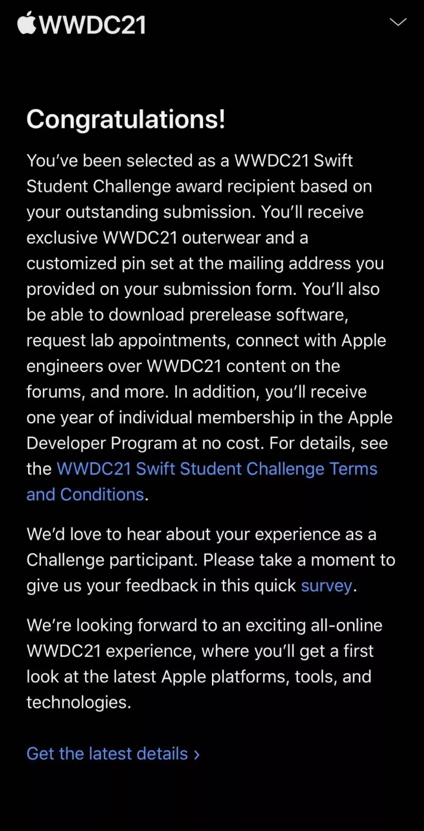 WWDC21
Congratulations!
You’ve been selected as a WWDC21 Swift
Student Challenge award recipient based on
your outstanding submission. You’ll receive
exclusive WWDC21 outerwear and a
customized pin set at the mailing address you
provided on your submission form. You’ll also
be able to download prerelease software,
request lab appointments, connect with Apple
engineers over WWDC21 content on the
forums, and more. In addition, you’ll receive
one year of individual membership in the Apple
Developer Program at no cost. For details, see
the WWDC21 Swift Student Challenge Terms
and Conditions.
We’d love to hear about your experience as a
Challenge participant. Please take a moment to
give us your feedback in this quick survey.
We’re looking forward to an exciting all-online
WWDC21 experience, where you’ll get a first
look at the latest Apple platforms, tools, and
technologies.
Get the latest details ›